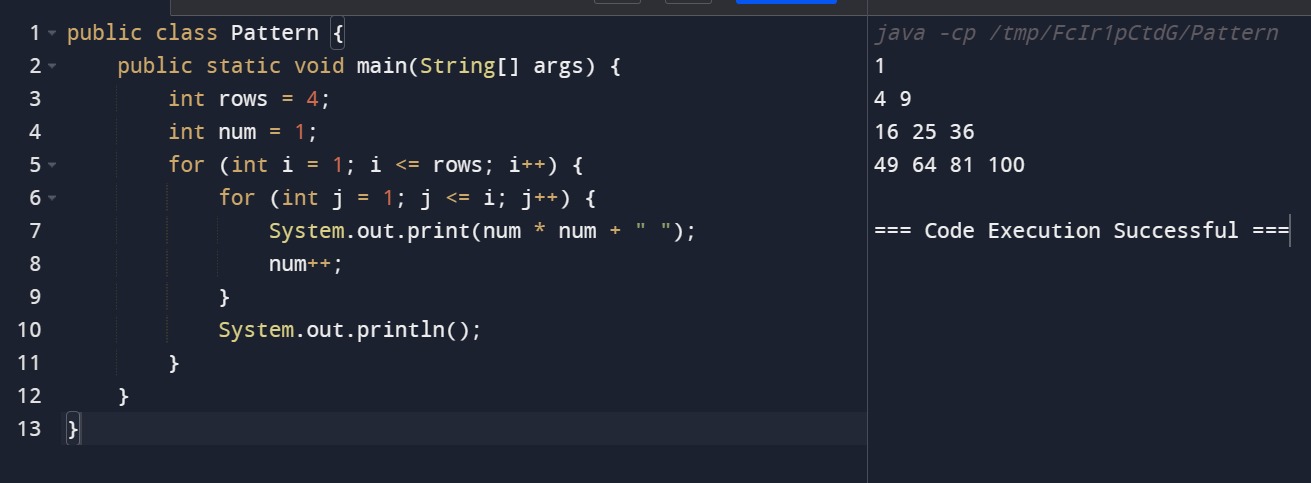 1 public class Pattern {
2 public static void main(String[] args) {
3 int rows = 4;
4 int num = 1;
5 for (int i = 1; i <= rows; i++) {
6 for (int j = 1; j <= i; j++) {
7 System.out.print(num * num + " ");
8 num++;
9 }
10 System.out.println();
11 }
12 }
13 }
java -cp /tmp/FcIr1pCtdG/Pattern
1
4 9
16 25 36
49 64 81 100
=== Code Execution Successful ===